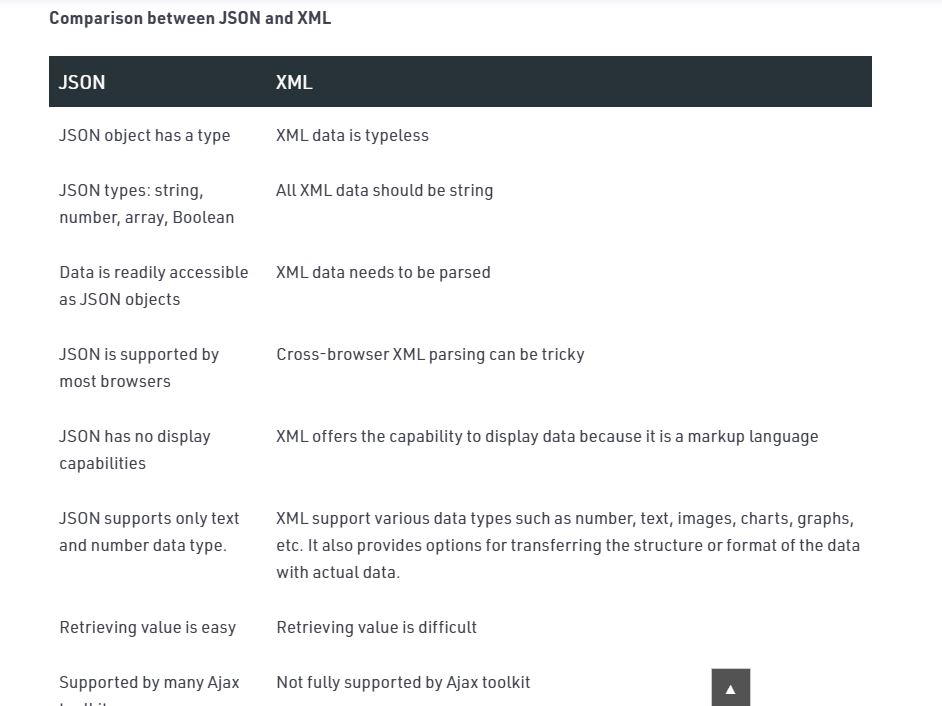 Comparison between JSON and XML
JSON XML
JSON object has a type XML data is typeless
JSON types: string, All XML data should be string
number, array, Boolean
Data is readily accessible XML data needs to be parsed
as JSON objects
JSON is supported by Cross-browser XML parsing can be tricky
most browsers
JSON has no display XML offers the capability to display data because it is a markup language
capabilities
JSON supports only text XML support various data types such as number, text, images, charts, graphs,
and number data type. etc. It also provides options for transferring the structure or format of the data
with actual data.
Retrieving value is easy Retrieving value is difficult
Supported by many Ajax Not fully supported by Ajax toolkit